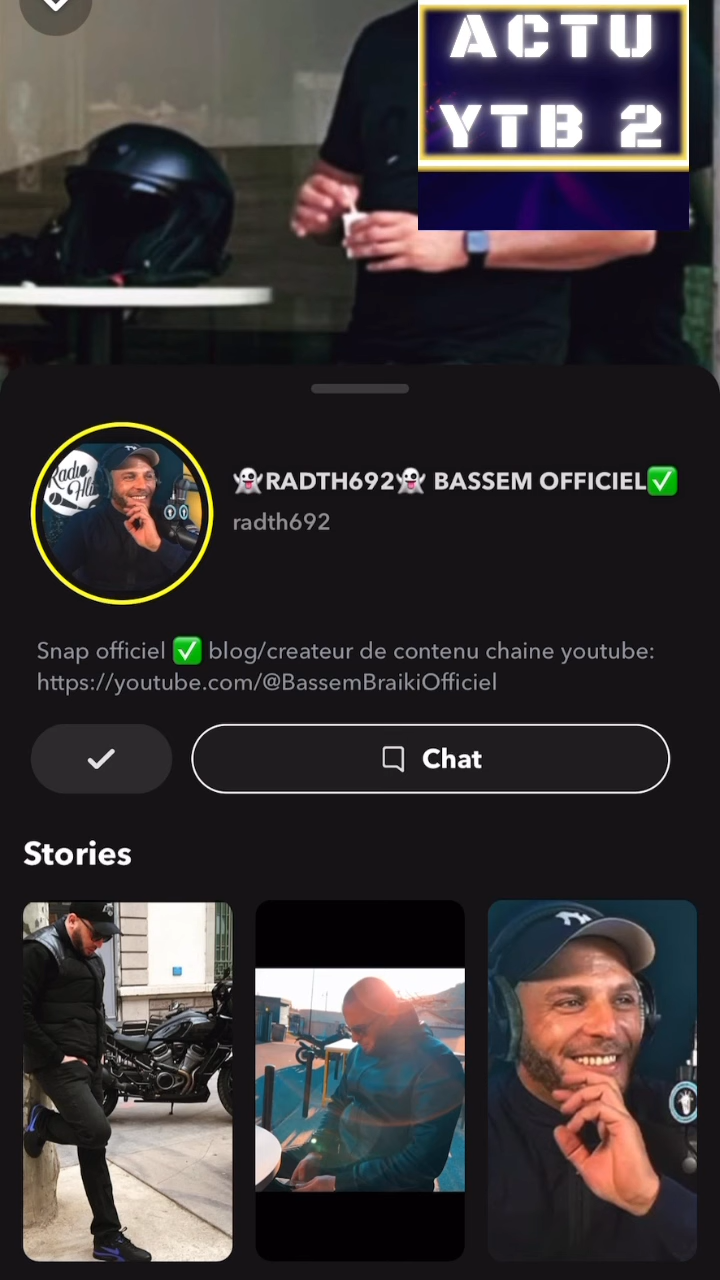 ACTU
YTB 2
👻RADTH692👻 BASSEM OFFICIEL✅
radth692
Snap officiel ✅ blog/createur de contenu chaine youtube:
https://youtube.com/@BassemBraikiOfficiel
Chat
Stories